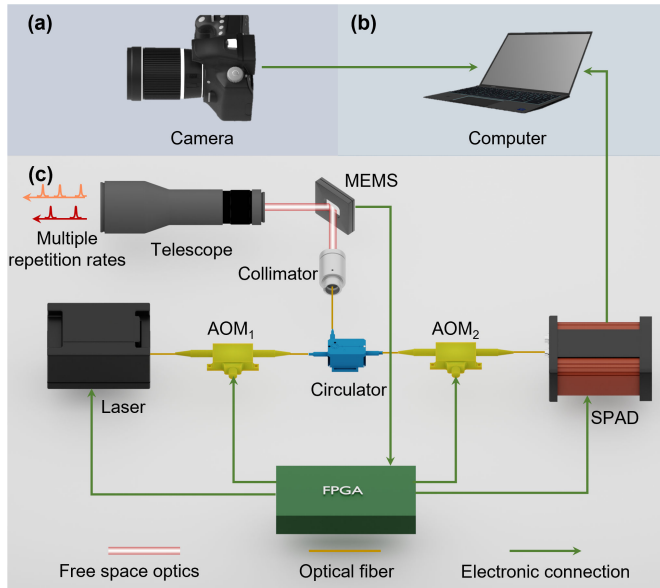 (a)
(b)
Camera
Computer
(c)
MEMS
Multiple
repetition rates
Telescope
Collimator
AOM1
AOM2
Laser
Circulator
SPAD
FPGA
Free space optics
Optical fiber
Electronic connection